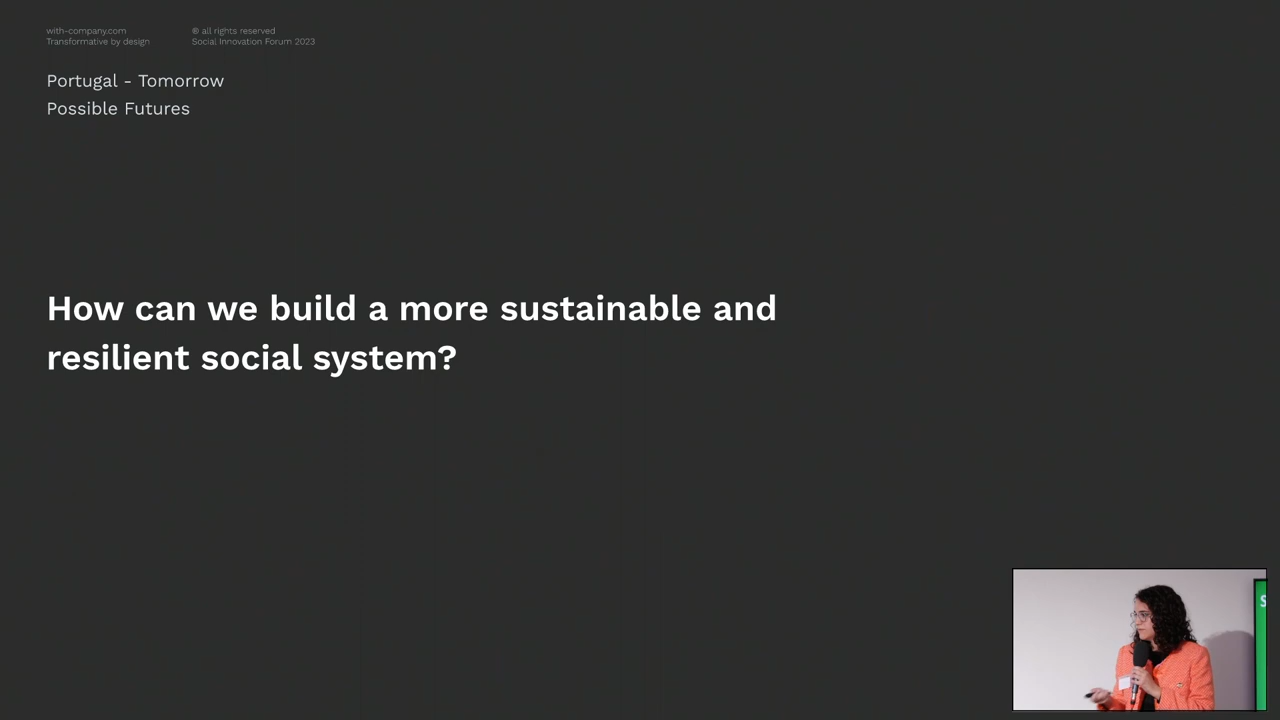 with-company.com
Transformative by design
® all rights reserved
Social Innovation Forum 2023
Portugal - Tomorrow
Possible Futures
How can we build a more sustainable and
resilient social system?
S